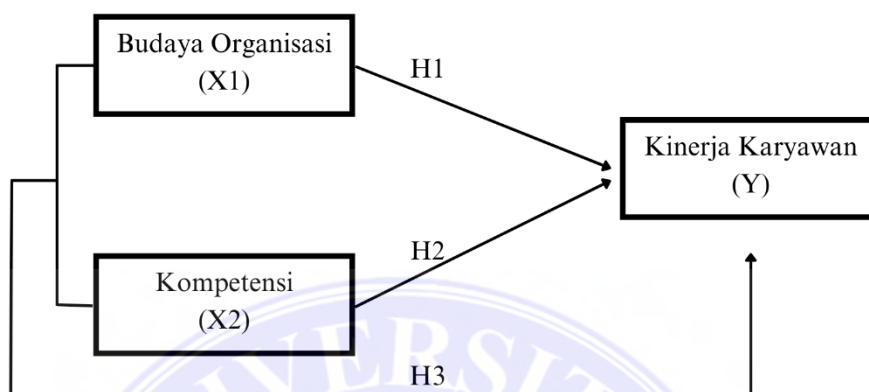 Budaya Organisasi
(X1)
H1
Kinerja Karyawan
(Y)
H2
Kompetensi
(X2)
H3